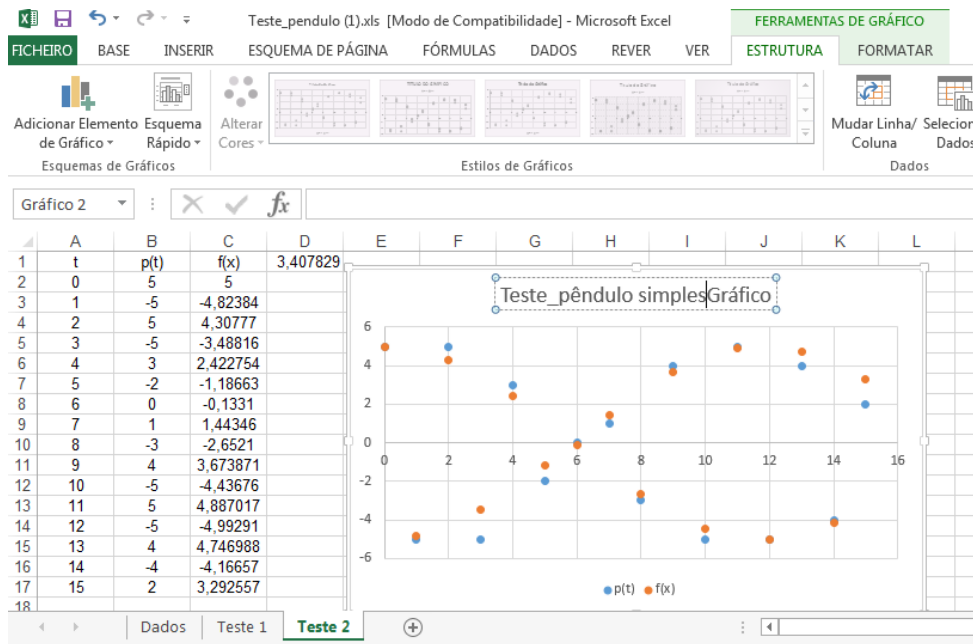 Teste_pendulo (1).xls [Modo de Compatibilidade] - Microsoft Excel
FERRAMENTAS DE GRÁFICO
FICHEIRO BASE INSERIR ESQUEMA DE PÁGINA FÓRMULAS DADOS REVER VER ESTRUTURA FORMATAR
Adicionar Elemento de Gráfico
Esquema Rápido
Alterar Cores
Mudar Linha/ Coluna
Selecion Dados
Esquemas de Gráficos
Estilos de Gráficos
Dados
Gráfico 2
fx
A B C D E F G H I J K L
1 t p(t) f(x) 3,407829
2 0 5 5
3 1 -5 -4,82384
4 2 5 4,30777
5 3 -5 -3,48816
6 4 3 2,422754
7 5 -2 -1,18663
8 6 0 -0,1331
9 7 1 1,44346
10 8 -3 -2,6521
11 9 4 3,673871
12 10 -5 -4,43676
13 11 5 4,887017
14 12 -5 -4,99291
15 13 4 4,746988
16 14 -4 -4,16657
17 15 2 3,292557
18
Teste_pêndulo simplesGráfico
6
4
2
0
-2
-4
-6
0 2 4 6 8 10 12 14 16
p(t) f(x)
Dados Teste 1 Teste 2